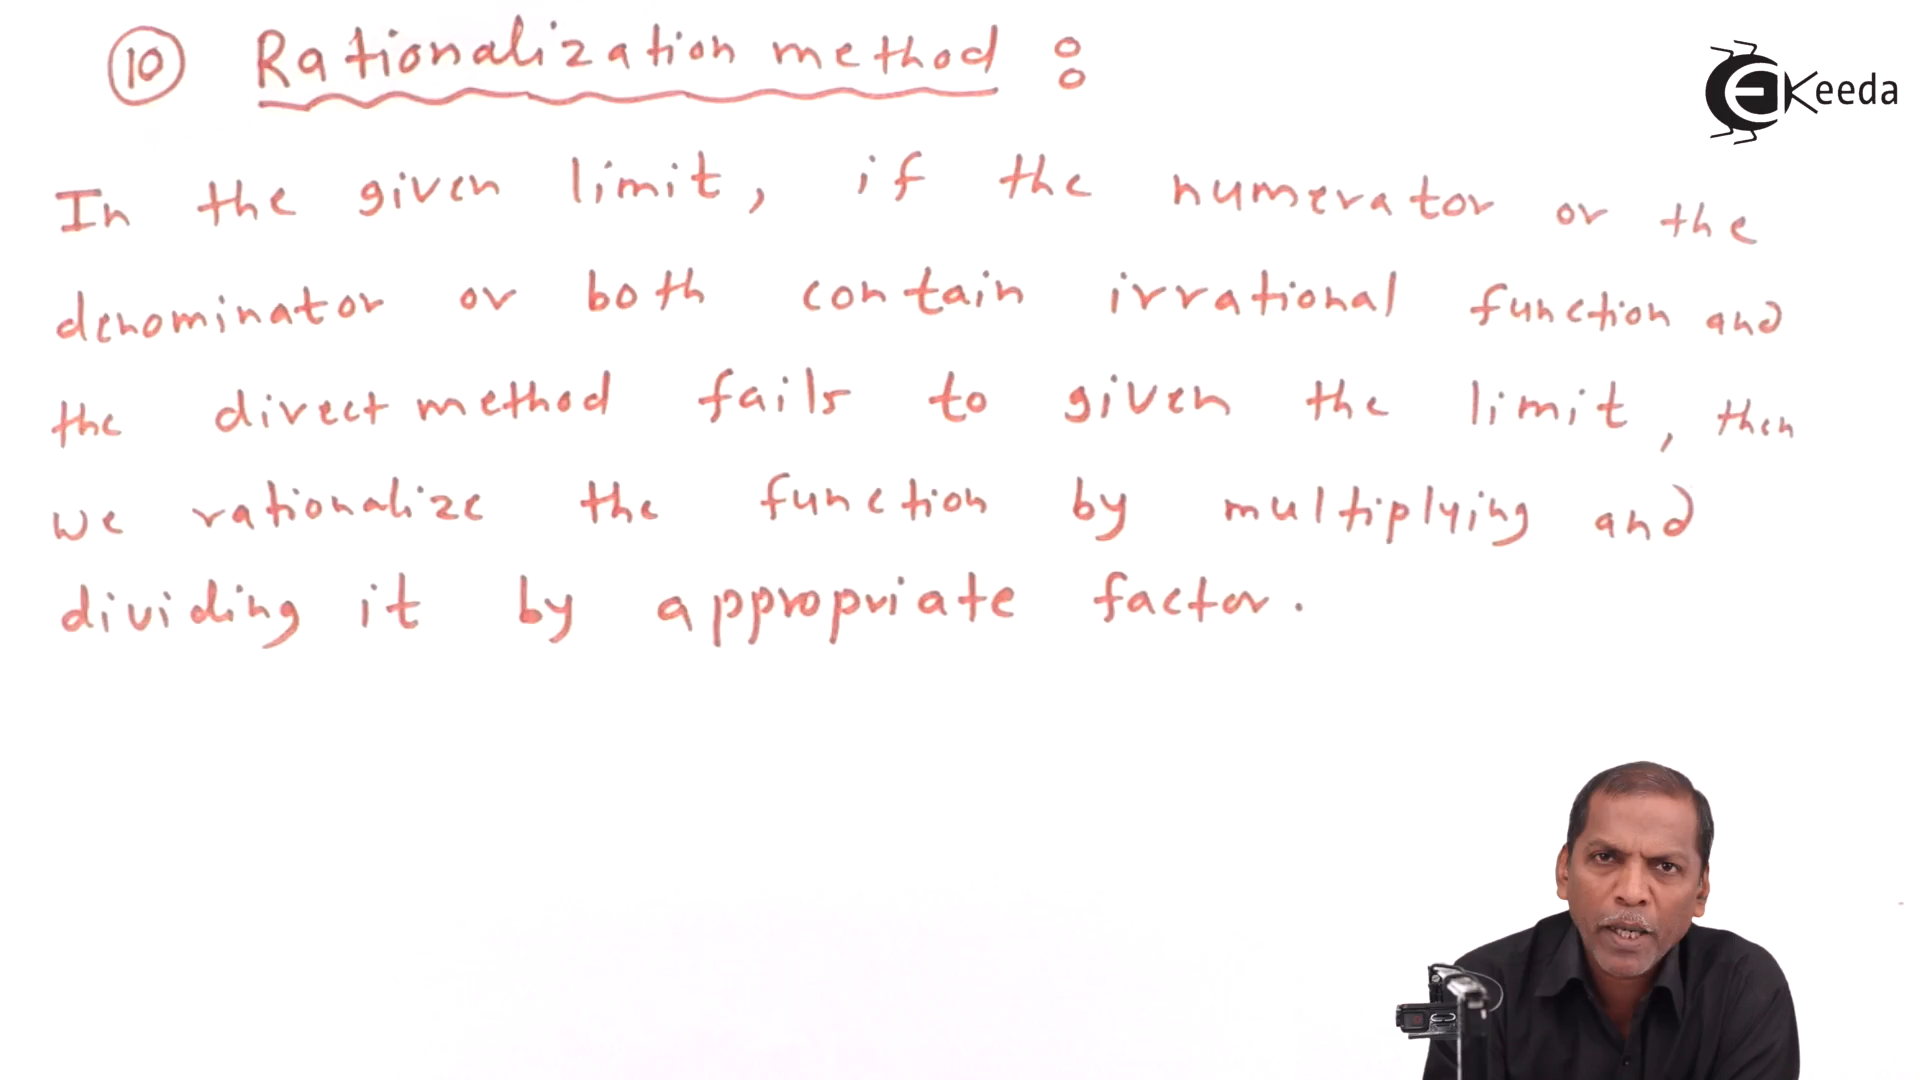 10 Rationalization method :
EKeeda
In the given limit, if the numerator or the
denominator or both contain irrational function and
the direct method fails to given the limit, then
we rationalize the function by multiplying and
dividing it by appropriate factor.